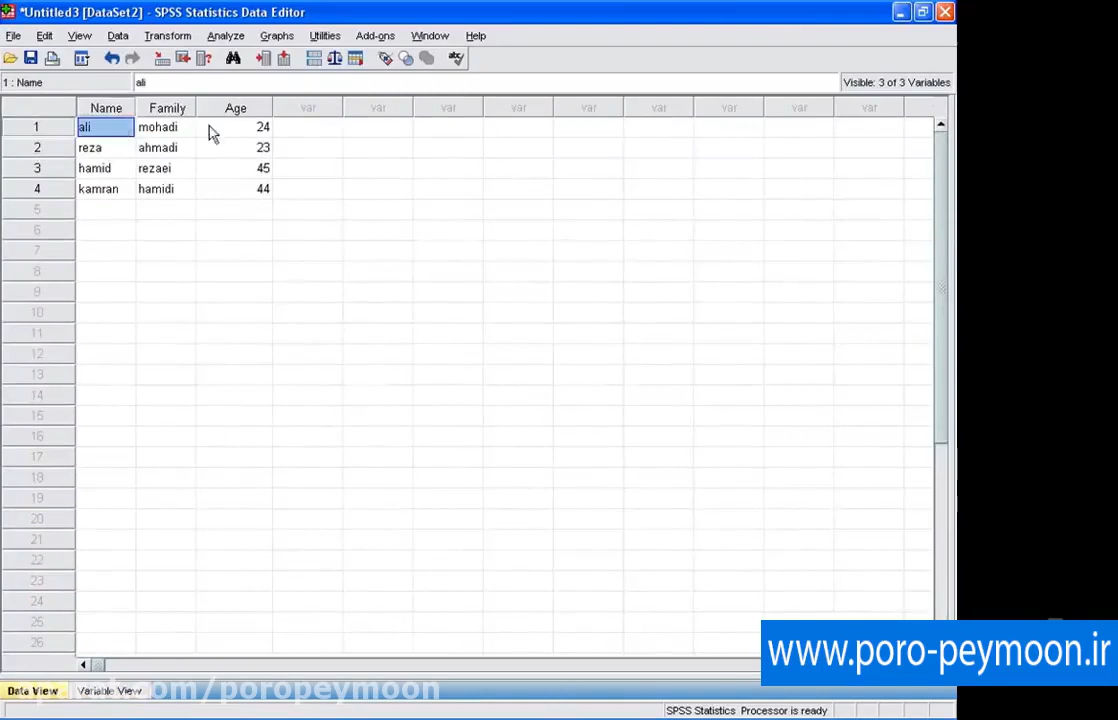 *Untitled3 [DataSet2] - SPSS Statistics Data Editor
File Edit View Data Transform Analyze Graphs Utilities Add-ons Window Help
1 : Name ali Visible: 3 of 3 Variables
Name Family Age var var var var var var var var var
1 ali mohadi 24
2 reza ahmadi 23
3 hamid rezaei 45
4 kamran hamidi 44
5
6
7
8
9
10
11
12
13
14
15
16
17
18
19
20
21
22
23
24
25
26
www.poro-peymoon.ir
Data View Variable View
.com/poropeymoon
SPSS Statistics Processor is ready